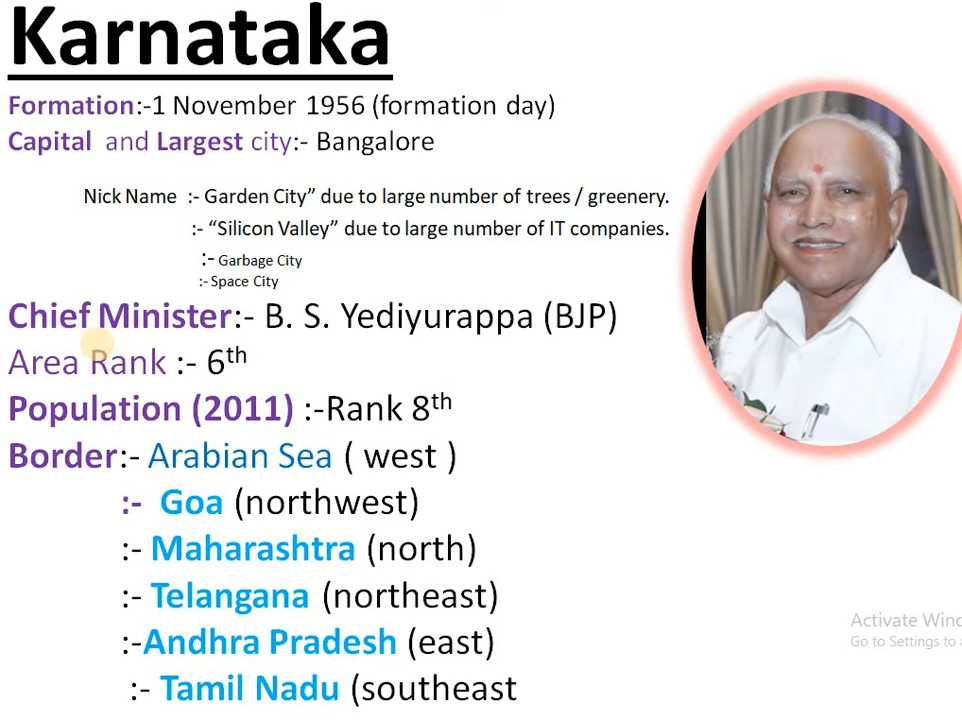 Karnataka
Formation:-1 November 1956 (formation day)
Capital and Largest city:- Bangalore
Nick Name :- Garden City” due to large number of trees / greenery.
:- “Silicon Valley” due to large number of IT companies.
:- Garbage City
:- Space City
Chief Minister:- B. S. Yediyurappa (BJP)
Area Rank :- 6th
Population (2011) :-Rank 8th
Border:- Arabian Sea ( west )
:- Goa (northwest)
:- Maharashtra (north)
:- Telangana (northeast)
:-Andhra Pradesh (east)
:- Tamil Nadu (southeast
Activate Wind
Go to Settings to